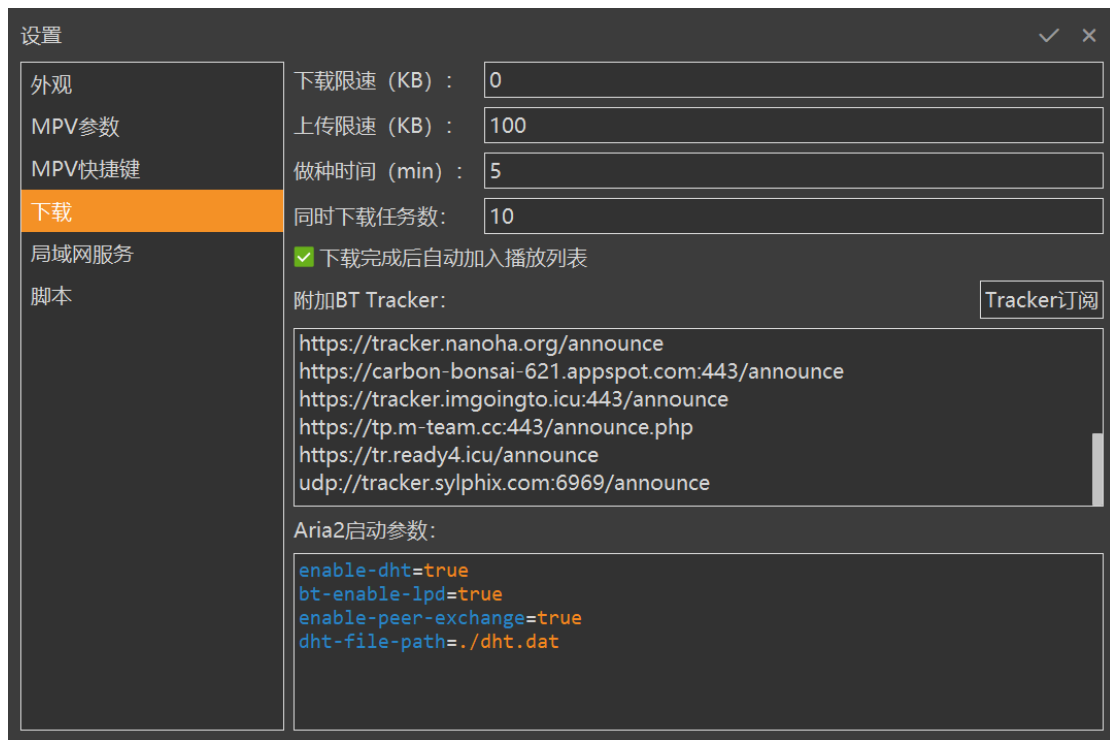 设置
外观
MPV参数
MPV快捷键
下载
局域网服务
脚本
下载限速（KB）: 0
上传限速（KB）: 100
做种时间（min）: 5
同时下载任务数: 10
下载完成后自动加入播放列表
附加BT Tracker: Tracker订阅
https://tracker.nanoha.org/announce
https://carbon-bonsai-621.appspot.com:443/announce
https://tracker.imgoingto.icu:443/announce
https://tp.m-team.cc:443/announce.php
https://tr.ready4.icu/announce
udp://tracker.sylphix.com:6969/announce
Aria2启动参数:
enable-dht=true
bt-enable-lpd=true
enable-peer-exchange=true
dht-file-path=./dht.dat